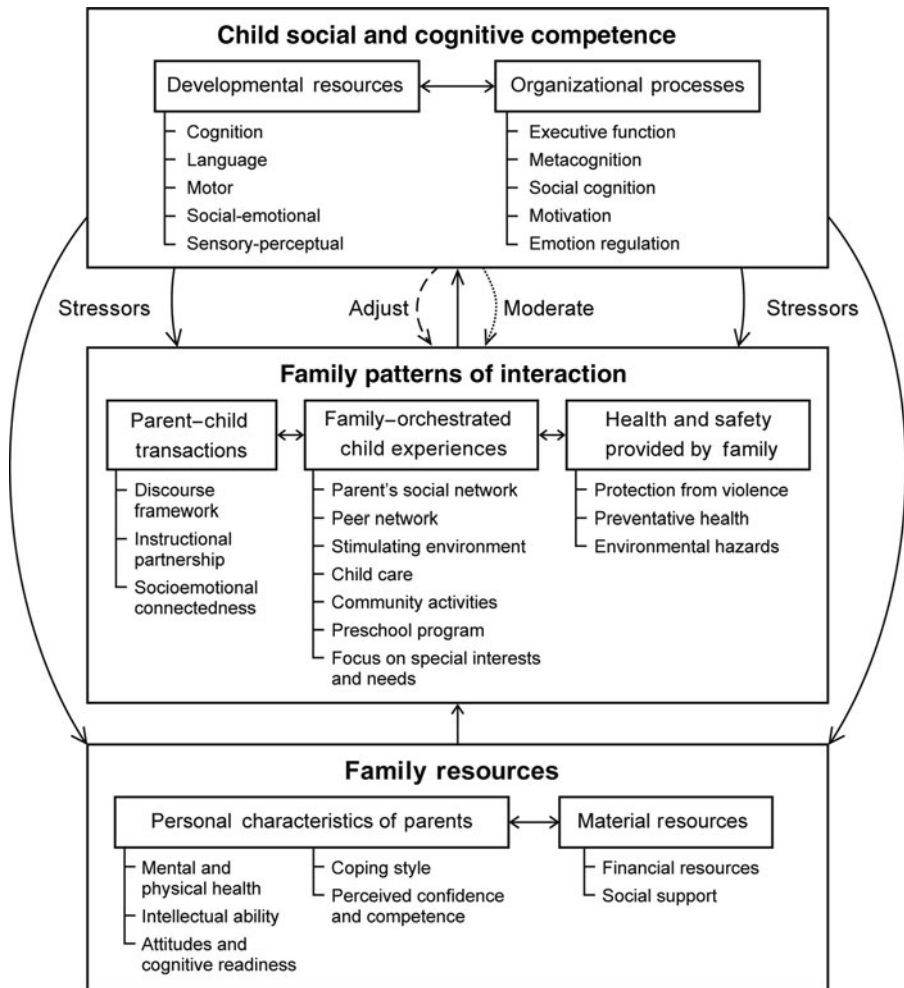 Child social and cognitive competence
Developmental resources
Cognition
Language
Motor
Social-emotional
Sensory-perceptual
Organizational processes
Executive function
Metacognition
Social cognition
Motivation
Emotion regulation
Stressors
Adjust
Moderate
Stressors
Family patterns of interaction
Parent–child
transactions
Discourse
framework
Instructional
partnership
Socioemotional
connectedness
Family–orchestrated
child experiences
Parent's social network
Peer network
Stimulating environment
Child care
Community activities
Preschool program
Focus on special interests
and needs
Health and safety
provided by family
Protection from violence
Preventative health
Environmental hazards
Family resources
Personal characteristics of parents
Mental and
physical health
Intellectual ability
Attitudes and
cognitive readiness
Coping style
Perceived confidence
and competence
Material resources
Financial resources
Social support